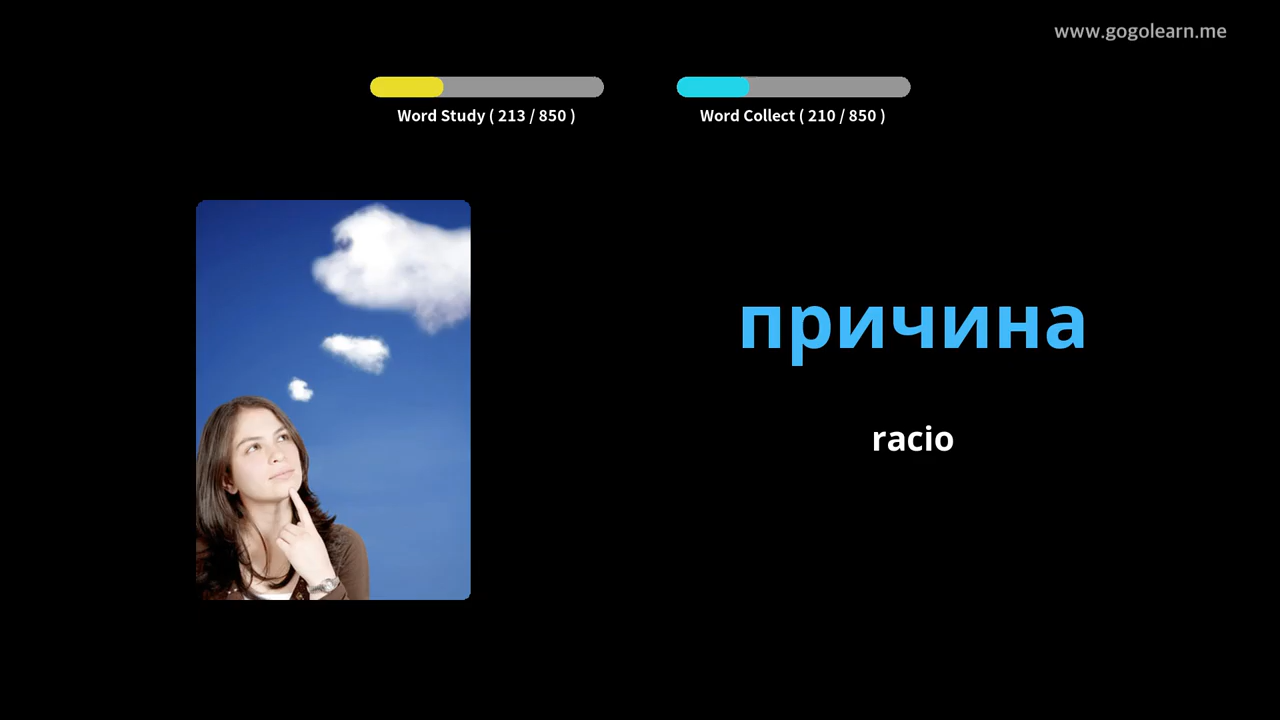 www.gogolearn.me
Word Study ( 213 / 850 )
Word Collect ( 210 / 850 )
причина
racio